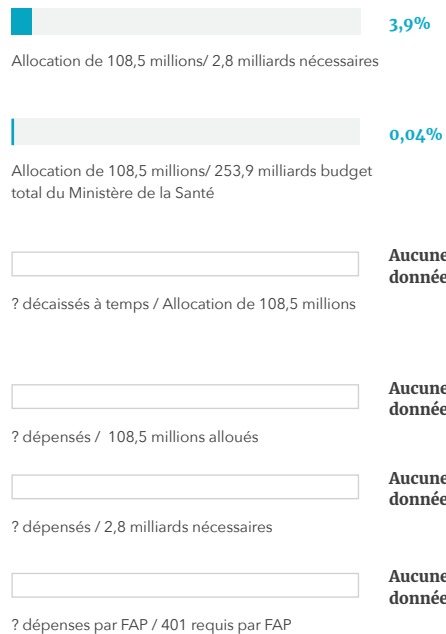 3,9%
Allocation de 108,5 millions/ 2,8 milliards nécessaires
0,04%
Allocation de 108,5 millions/ 253,9 milliards budget
total du Ministère de la Santé
Aucune
donnée
? décaissés à temps / Allocation de 108,5 millions
Aucune
donnée
? dépensés /  108,5 millions alloués
Aucune
donnée
? dépensés / 2,8 milliards nécessaires
Aucune
donnée
? dépenses par FAP / 401 requis par FAP